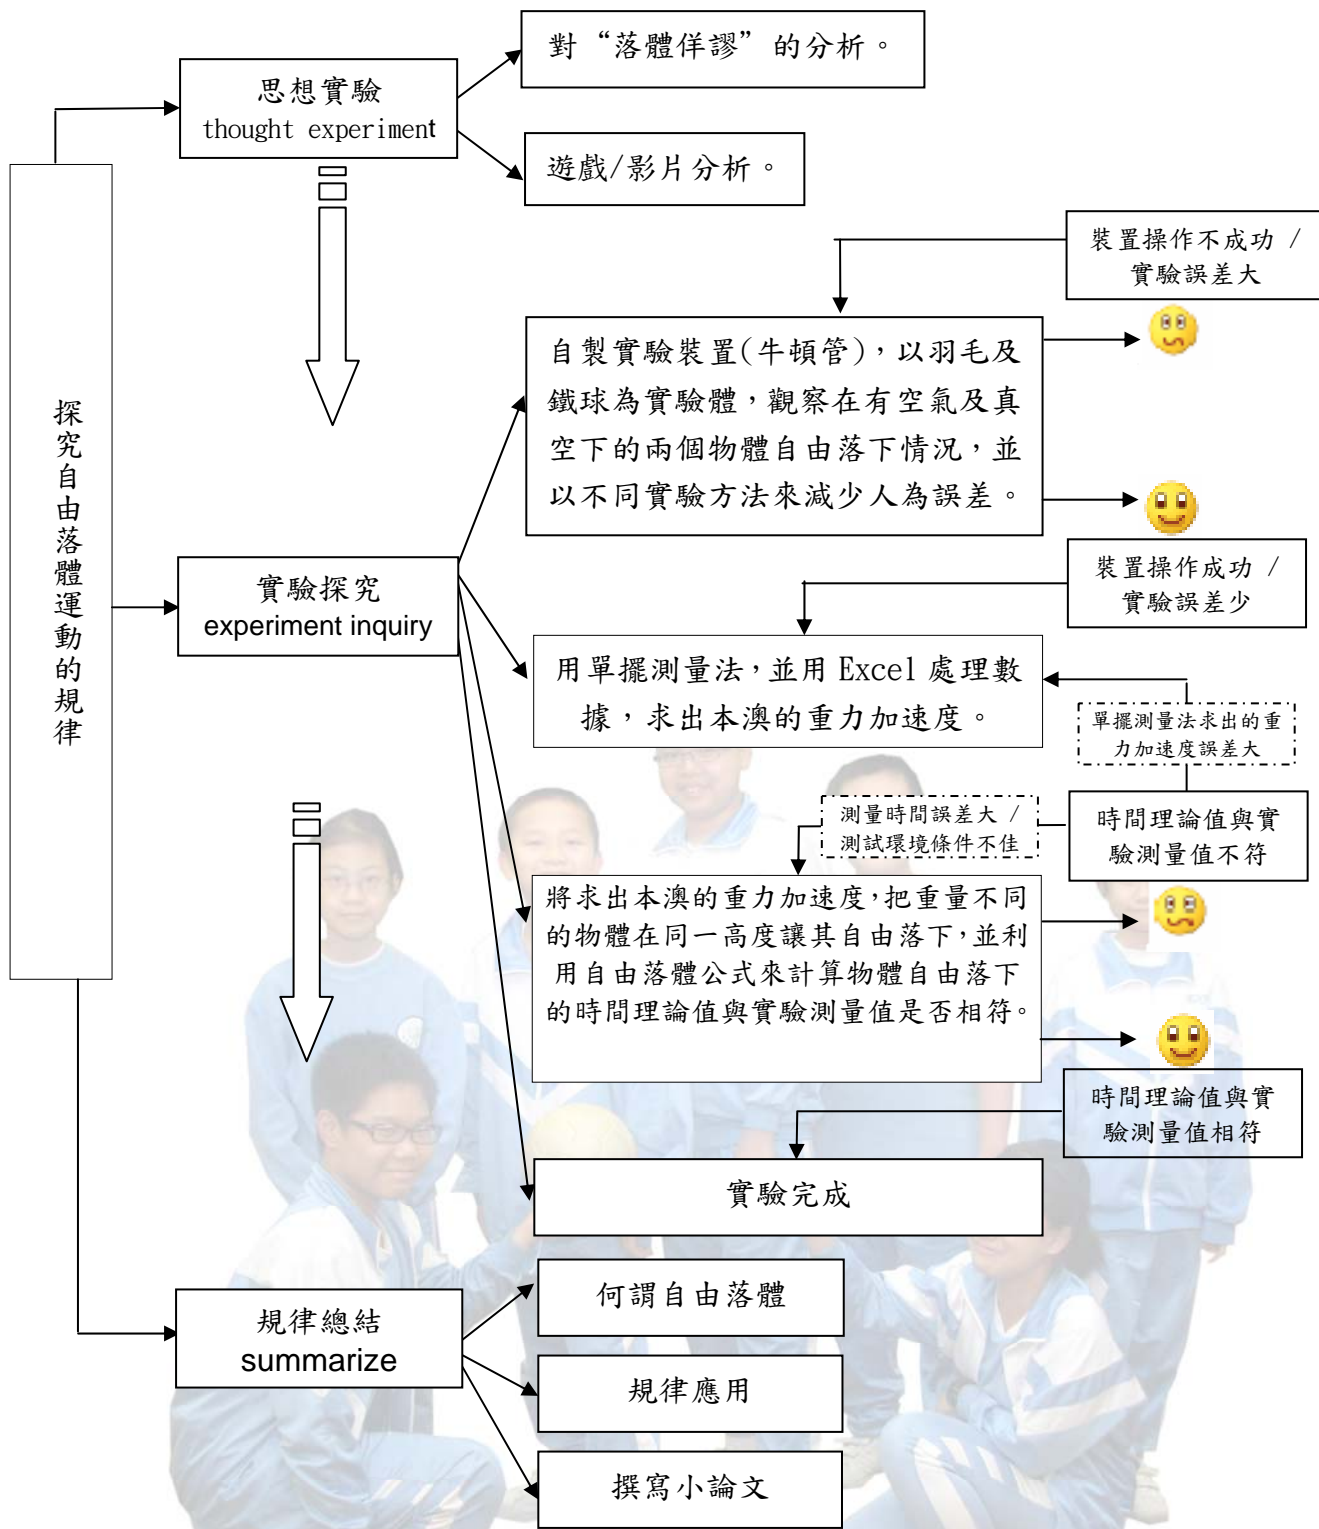 探究自由落體運動的規律
思想實驗
thought experiment
對“落體佯謬”的分析。
遊戲/影片分析。
裝置操作不成功 /
實驗誤差大
自製實驗裝置(牛頓管)，以羽毛及
鐵球為實驗體，觀察在有空氣及真
空下的兩個物體自由落下情況，並
以不同實驗方法來減少人為誤差。
裝置操作成功 /
實驗誤差少
實驗探究
experiment inquiry
用單擺測量法，並用 Excel 處理數
據，求出本澳的重力加速度。
單擺測量法求出的重
力加速度誤差大
測量時間誤差大 /
測試環境條件不佳
時間理論值與實
驗測量值不符
將求出本澳的重力加速度，把重量不同
的物體在同一高度讓其自由落下，並利
用自由落體公式來計算物體自由落下
的時間理論值與實驗測量值是否相符。
時間理論值與實
驗測量值相符
實驗完成
規律總結
summarize
何謂自由落體
規律應用
撰寫小論文